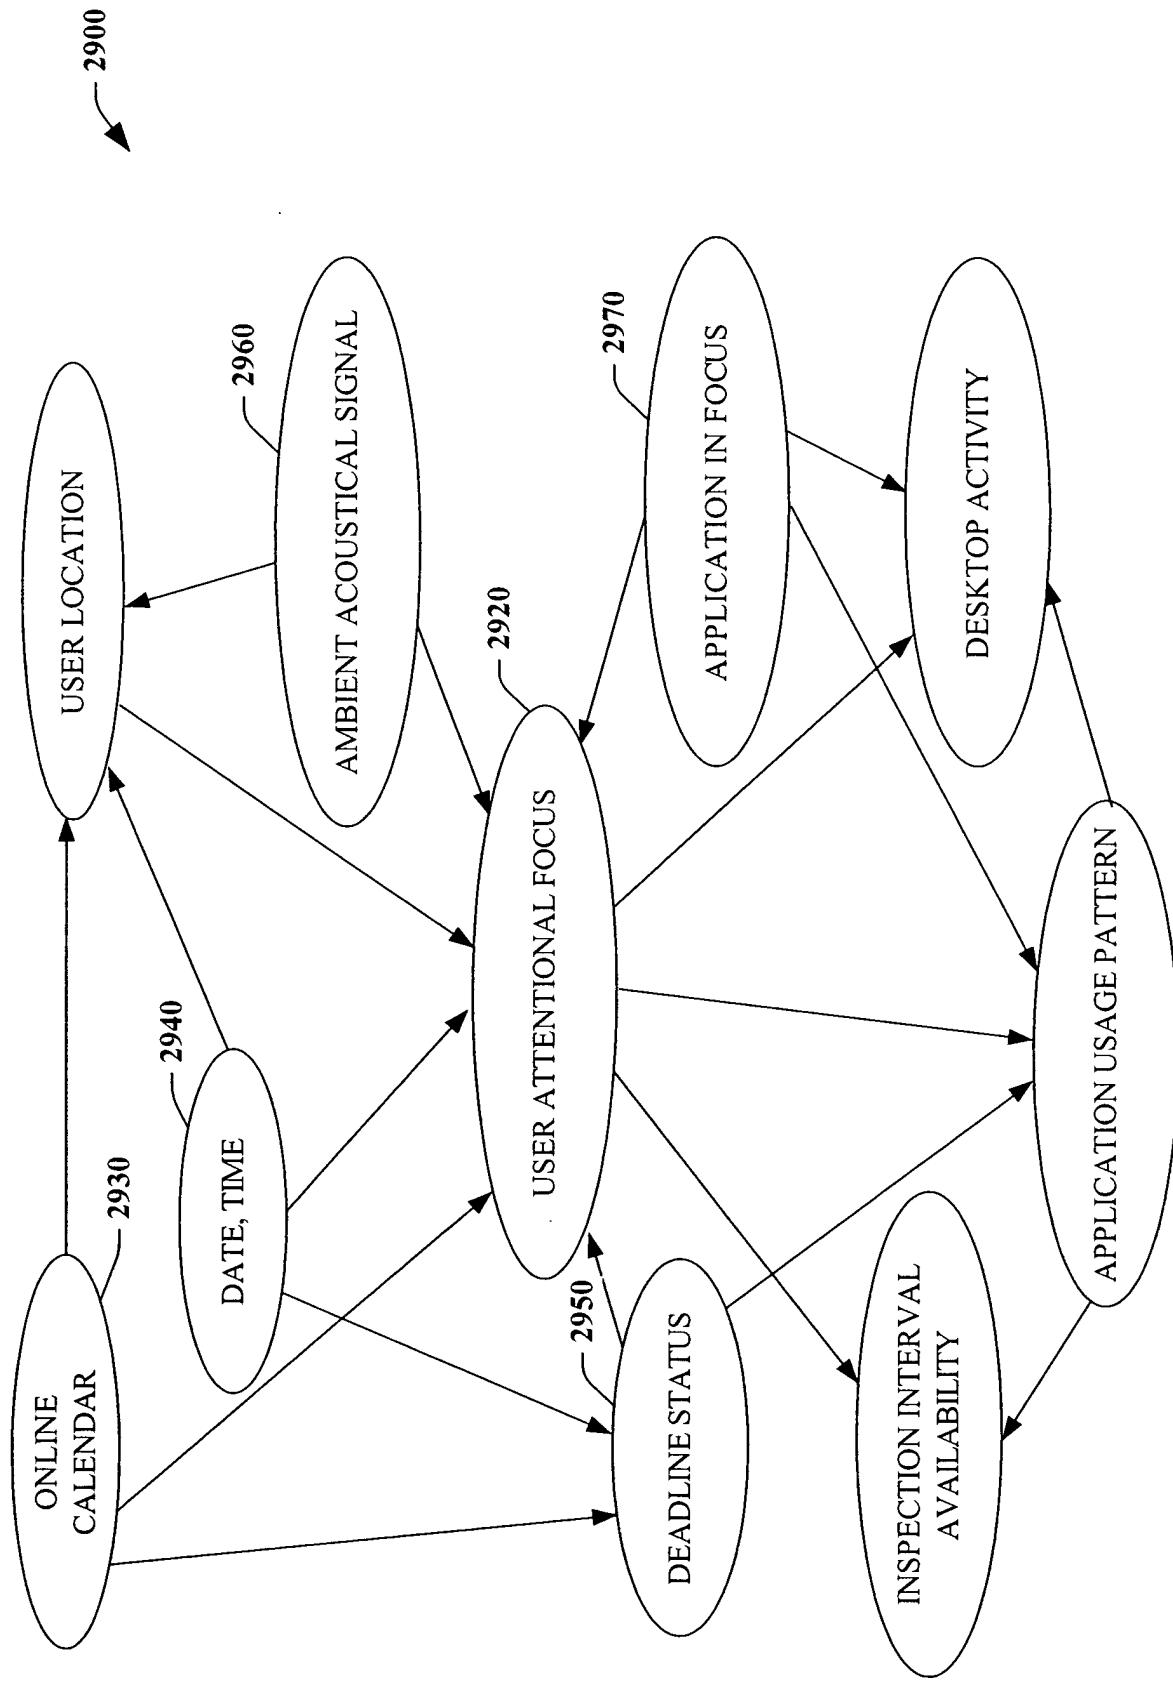 2900
ONLINE
CALENDAR
2930
USER LOCATION
DATE, TIME
2940
AMBIENT ACOUSTICAL SIGNAL
2960
USER ATTENTIONAL FOCUS
2920
DEADLINE STATUS
2950
APPLICATION IN FOCUS
2970
INSPECTION INTERVAL
AVAILABILITY
DESKTOP ACTIVITY
APPLICATION USAGE PATTERN